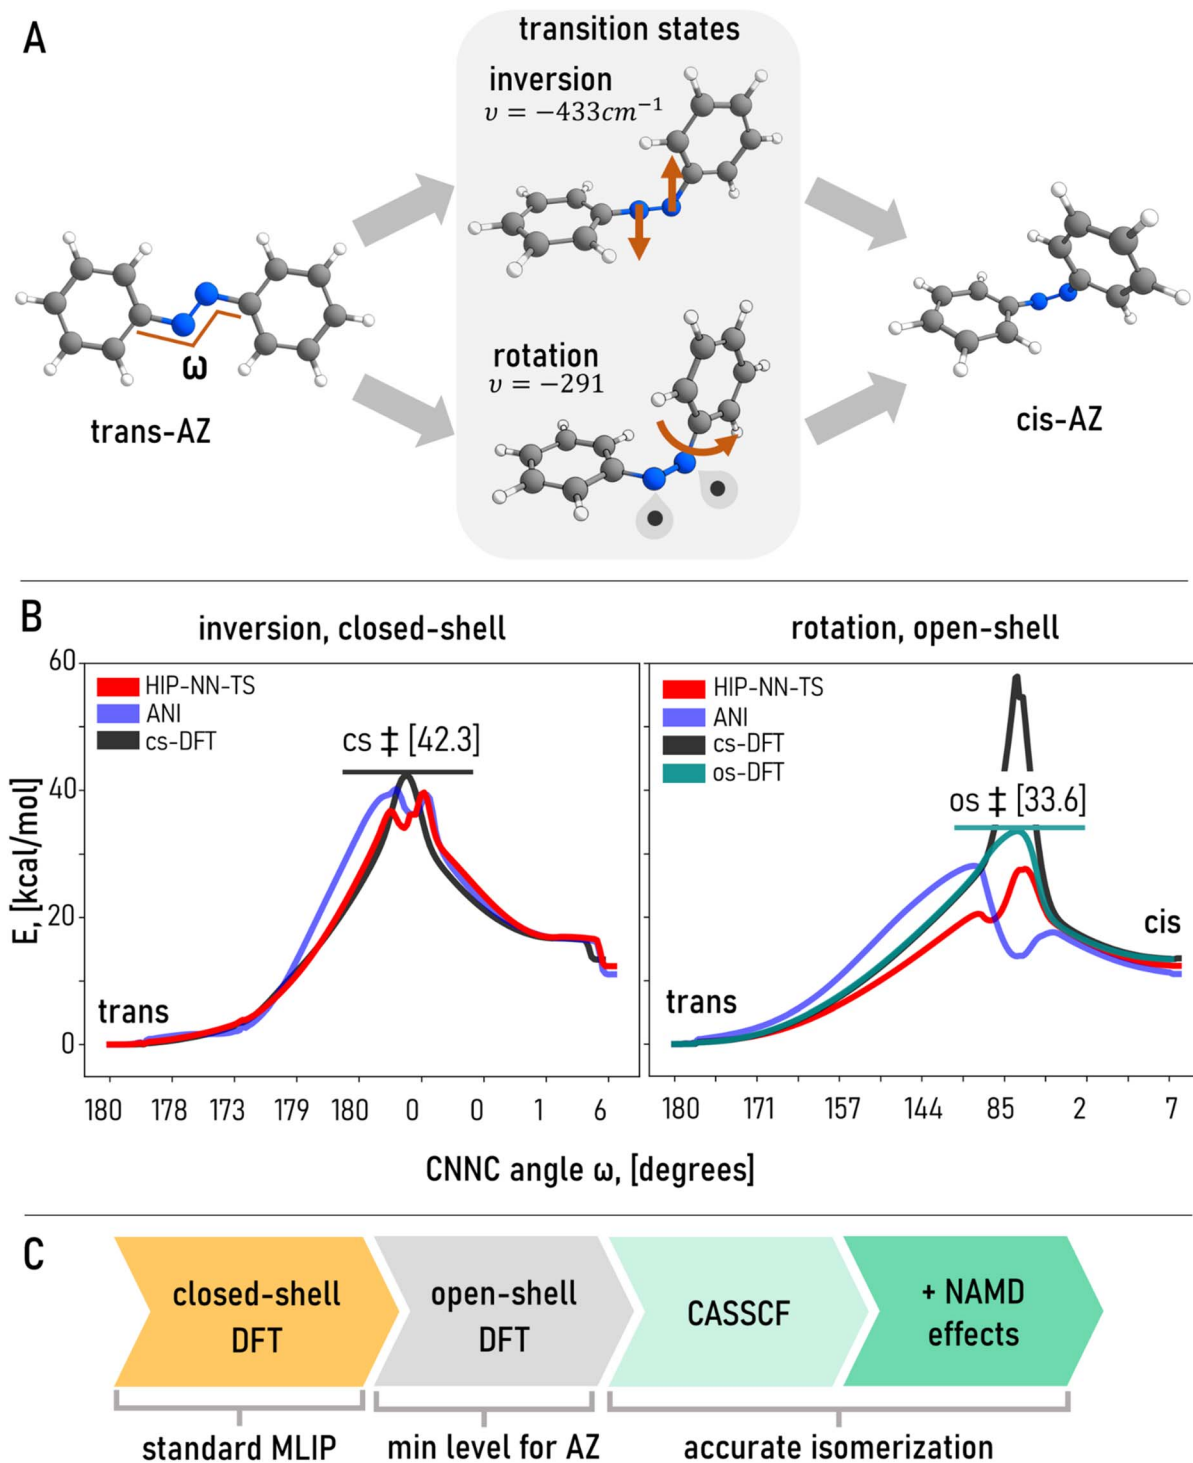 A
transition states
inversion
υ = −433cm⁻¹
ω
trans-AZ
rotation
υ = −291
cis-AZ
B
inversion, closed-shell
rotation, open-shell
60
40
20
0
E, [kcal/mol]
HIP-NN-TS
ANI
cs-DFT
cs ‡ [42.3]
trans
180 178 173 179 180 0 0 1 6
HIP-NN-TS
ANI
cs-DFT
os-DFT
os ‡ [33.6]
trans
cis
180 171 157 144 85 2 7
CNNC angle ω, [degrees]
C
closed-shell
DFT
open-shell
DFT
CASSCF
+ NAMD
effects
standard MLIP
min level for AZ
accurate isomerization